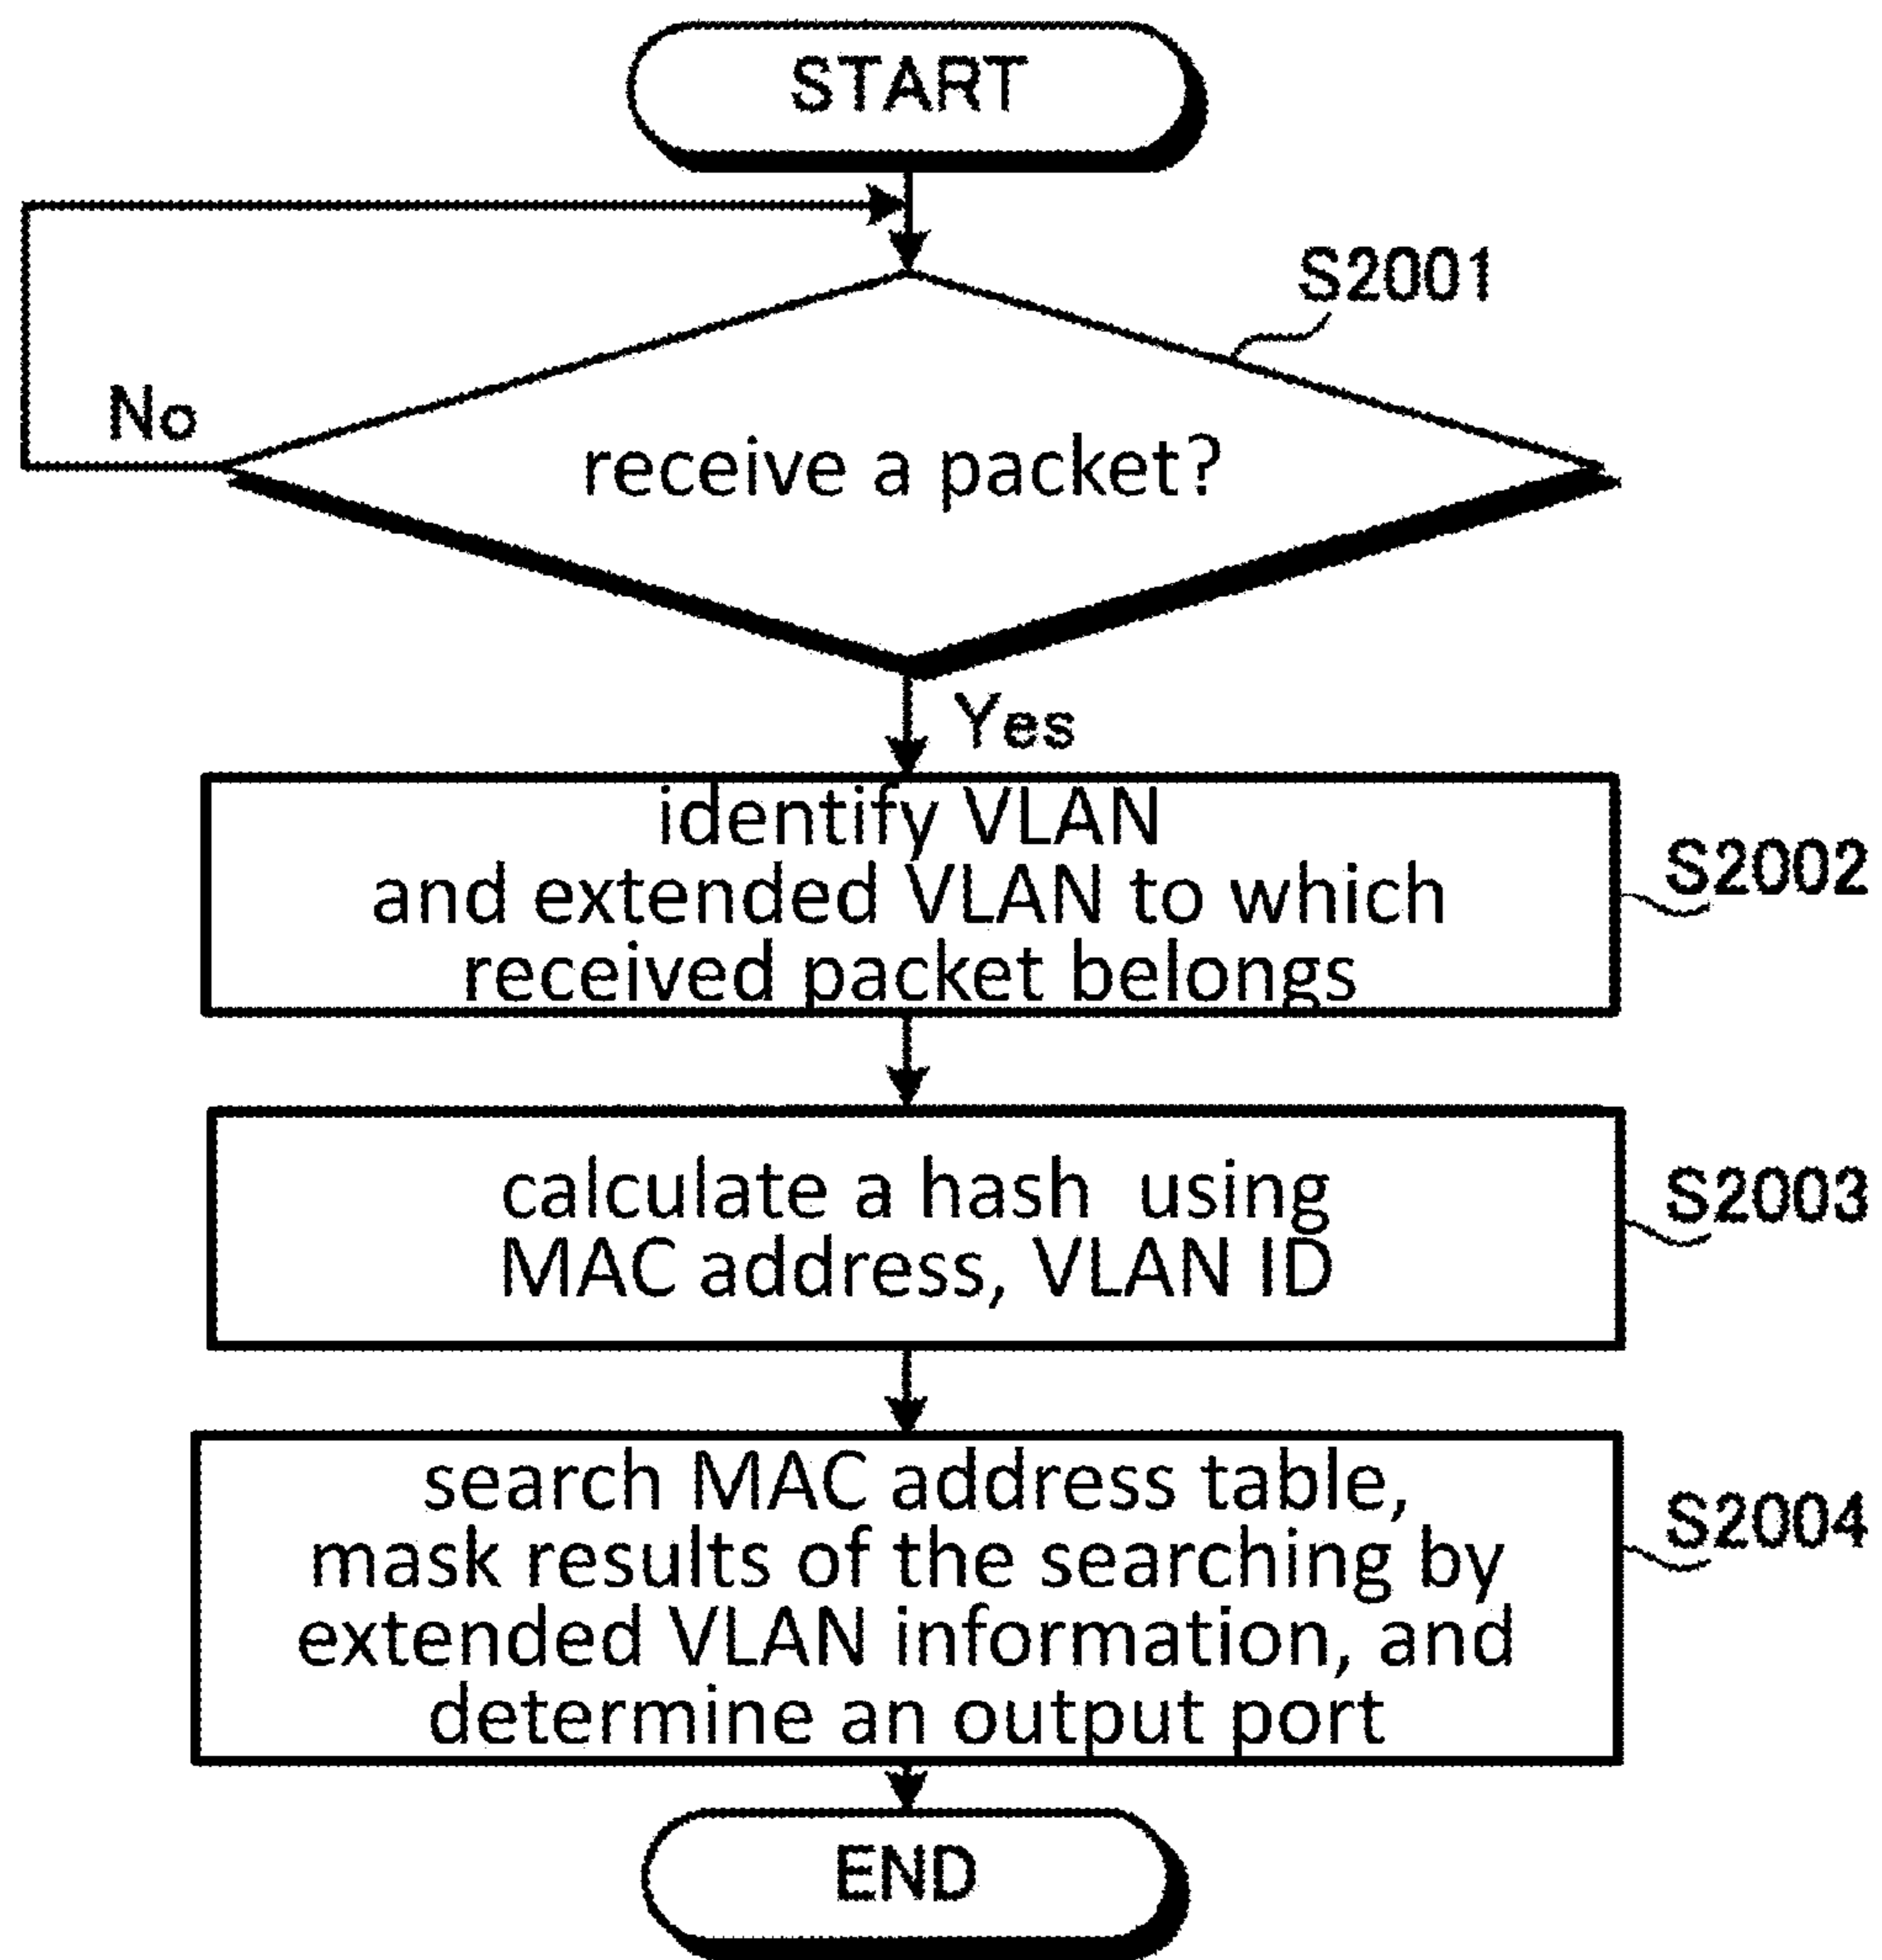 START
S2001
No
receive a packet?
Yes
identify VLAN
and extended VLAN to which
received packet belongs
S2002
calculate a hash using
MAC address, VLAN ID
S2003
search MAC address table,
mask results of the searching by
extended VLAN information, and
determine an output port
S2004
END